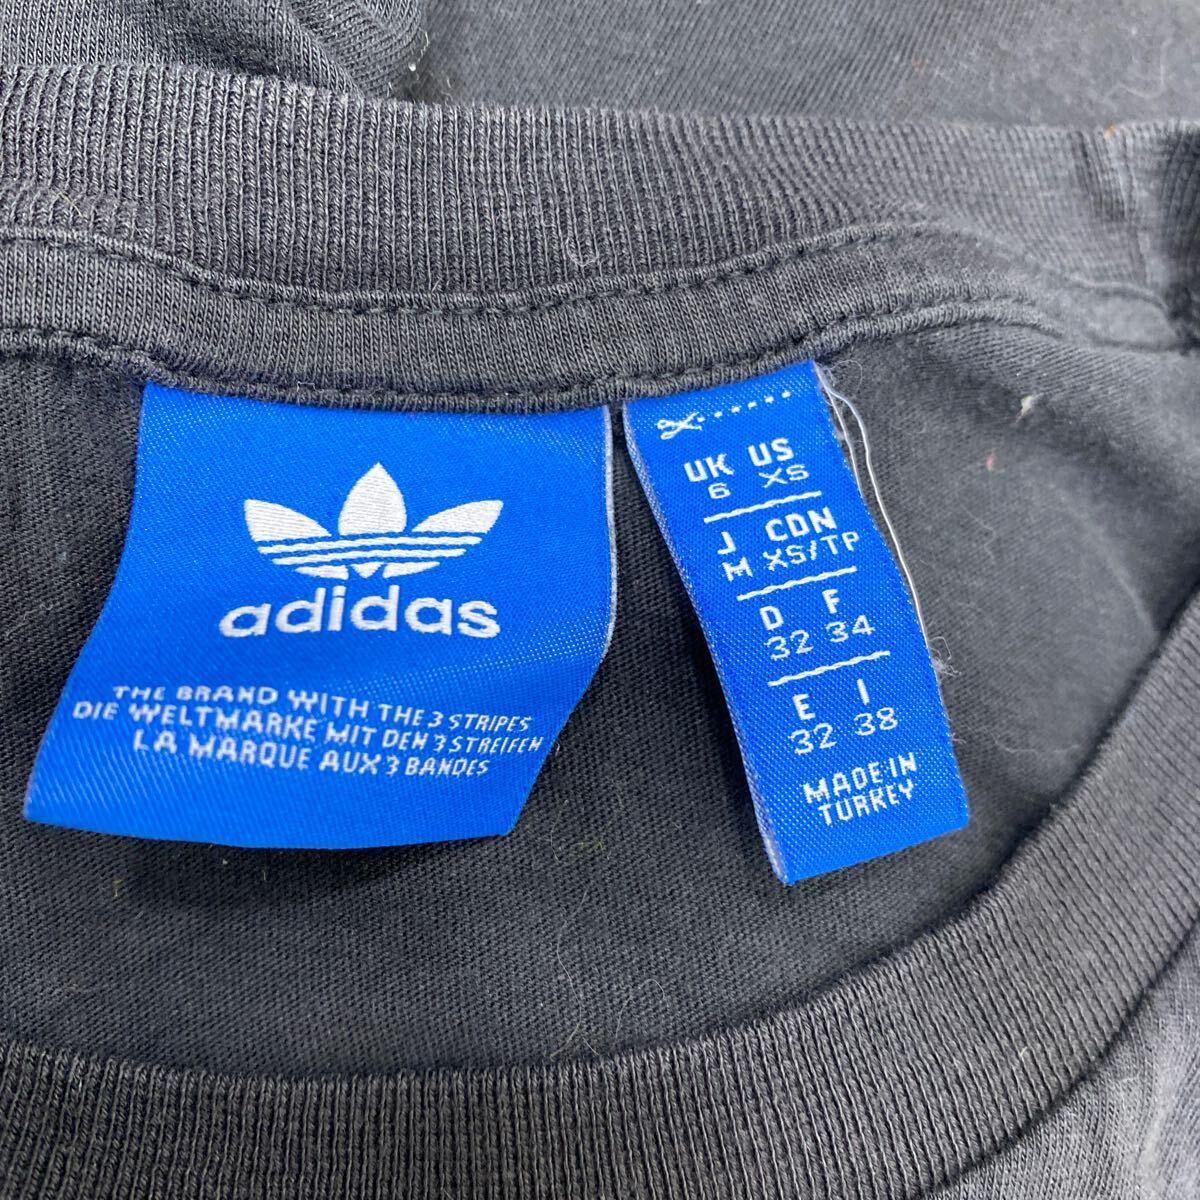 adidas
THE BRAND WITH THE 3 STRIPES
DIE WELTMARKE MIT DEN 3 STREIFEN
LA MARQUE AUX 3 BANDES
UK US
6 XS
J CDN
M XS/TP
D F
32 34
E I
32 38
MADE IN
TURKEY